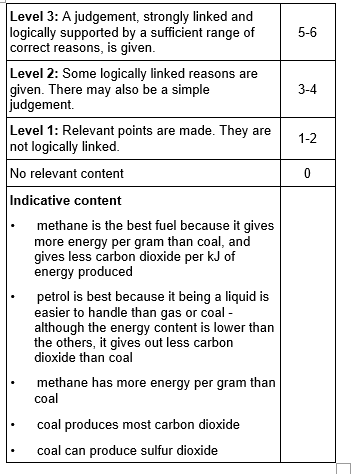 Level 3: A judgement, strongly linked and
logically supported by a sufficient range of
correct reasons, is given.
5-6
Level 2: Some logically linked reasons are
given. There may also be a simple
judgement.
3-4
Level 1: Relevant points are made. They are
not logically linked.
1-2
No relevant content
0
Indicative content
• methane is the best fuel because it gives
more energy per gram than coal, and
gives less carbon dioxide per kJ of
energy produced
• petrol is best because it being a liquid is
easier to handle than gas or coal -
although the energy content is lower than
the others, it gives out less carbon
dioxide than coal
• methane has more energy per gram than
coal
• coal produces most carbon dioxide
• coal can produce sulfur dioxide